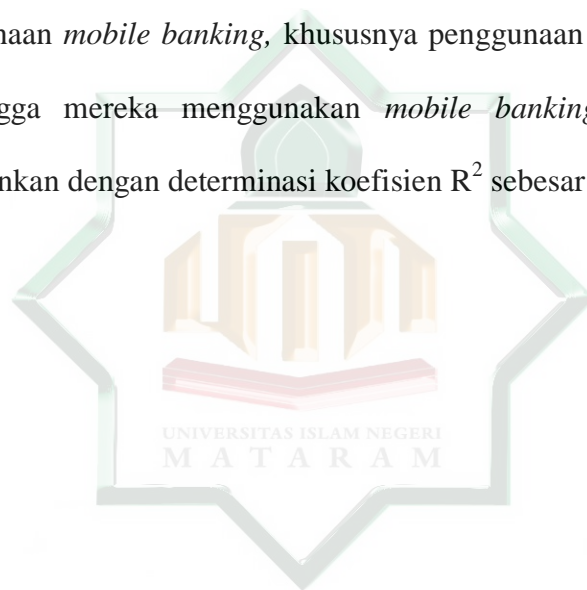 naan mobile banking, khususnya penggunaan
gga mereka menggunakan mobile banking
nkan dengan determinasi koefisien R² sebesar
UNIVERSITAS ISLAM NEGERI
MATARAM